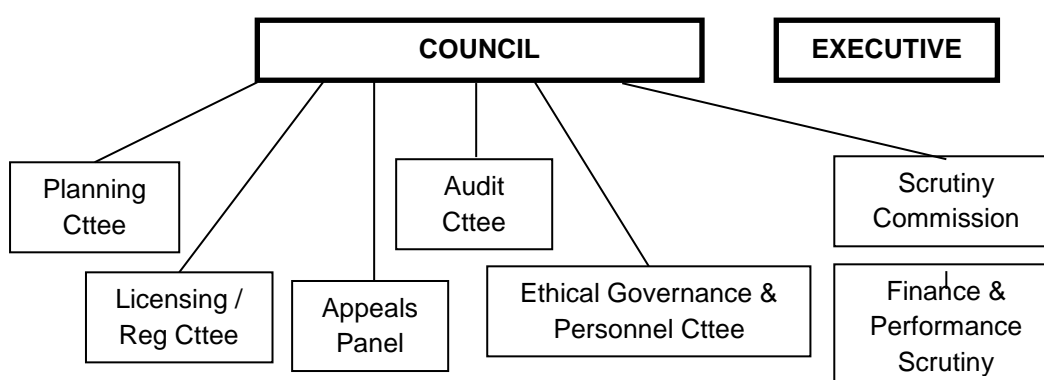 COUNCIL
EXECUTIVE
Planning
Cttee
Audit
Cttee
Scrutiny
Commission
Licensing /
Reg Cttee
Appeals
Panel
Ethical Governance &
Personnel Cttee
Finance &
Performance
Scrutiny